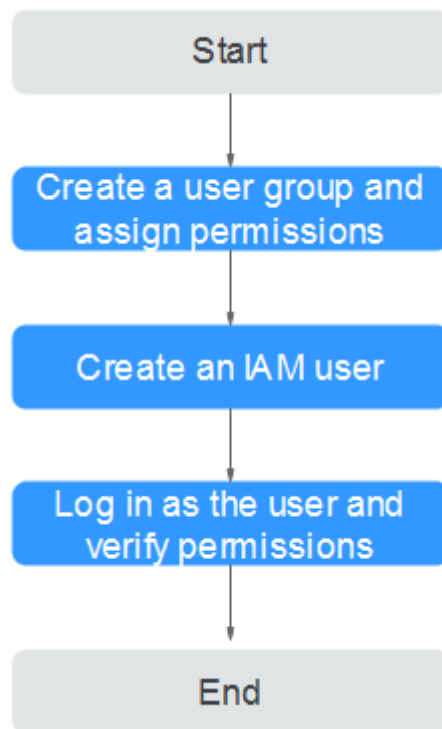 Start
Create a user group and
assign permissions
Create an IAM user
Log in as the user and
verify permissions
End